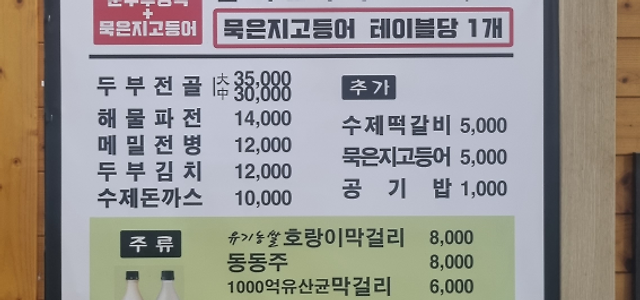 +
묵은지고등어
묵은지고등어 테이블당 1개
두부전골 大 35,000
中 30,000
해물파전 14,000
메밀전병 12,000
두부김치 12,000
수제돈까스 10,000
추가
수제떡갈비 5,000
묵은지고등어 5,000
공기밥 1,000
주류
유기농쌀 호랑이막걸리 8,000
동동주 8,000
1000억유산균막걸리 6,000